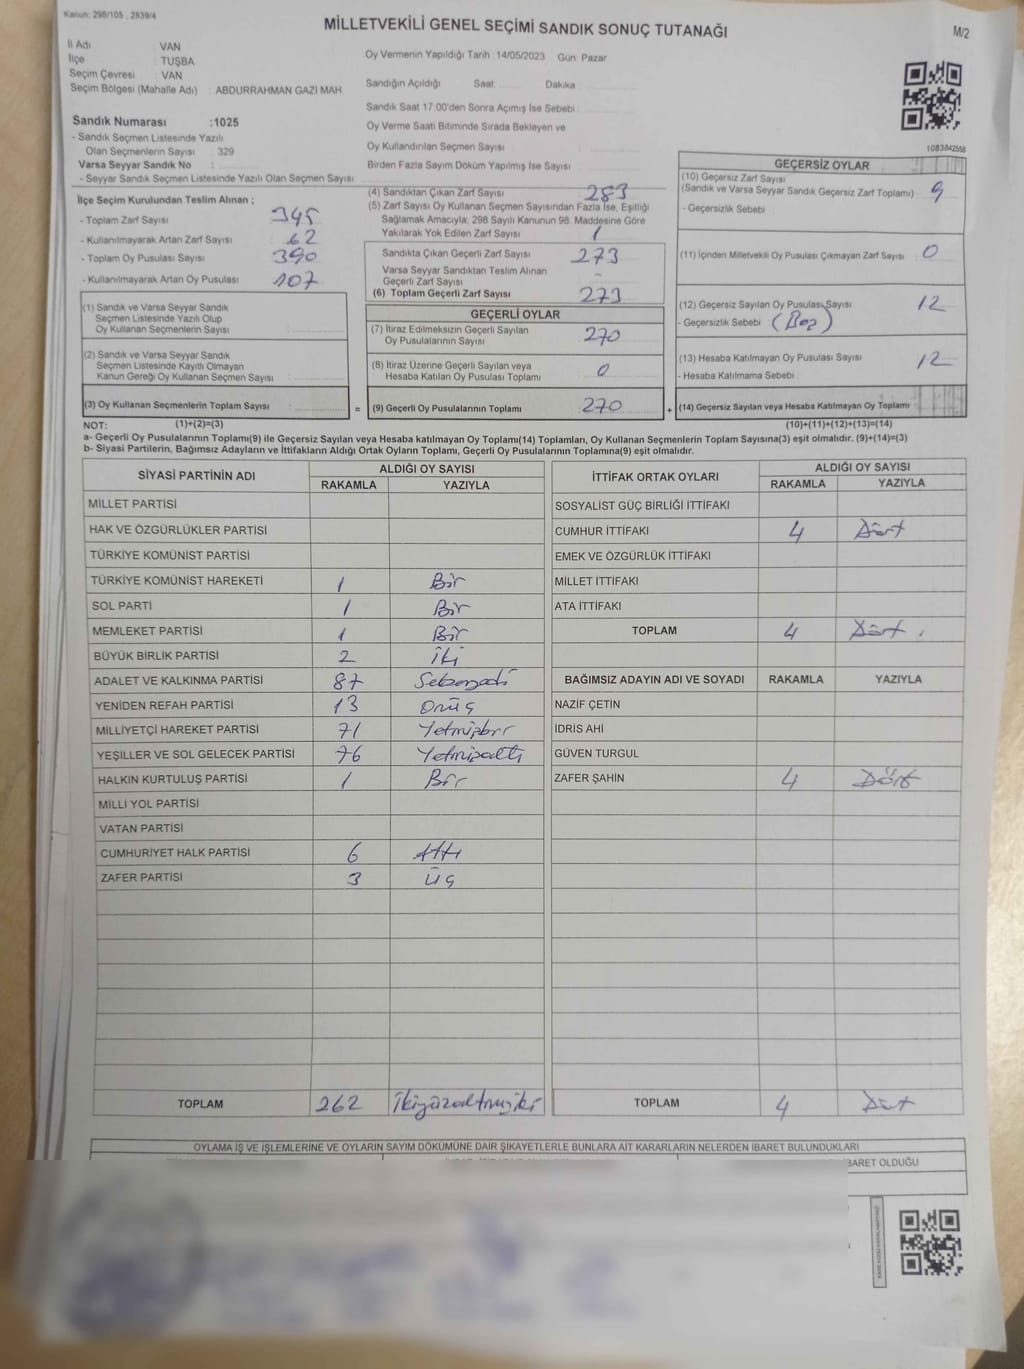 Kanun: 298/105 , 2839/4
MİLLETVEKİLİ GENEL SEÇİMİ SANDIK SONUÇ TUTANAĞI
M/2
İl Adı : VAN
İlçe : TUŞBA
Seçim Çevresi : VAN
Seçim Bölgesi (Mahalle Adı) : ABDURRAHMAN GAZİ MAH.
Oy Vermenin Yapıldığı Tarih : 14/05/2023 Gün: Pazar
Sandığın Açıldığı Saat: Dakika
Sandık Saat 17:00'den Sonra Açımış İse Sebebi
Oy Verme Saati Bitiminde Sırada Bekleyen ve
Oy Kullandırılan Seçmen Sayısı
Birden Fazla Sayım Döküm Yapılmış İse Sayısı
Sandık Numarası :1025
- Sandık Seçmen Listesinde Yazılı
Olan Seçmenlerin Sayısı : 329
Varsa Seyyar Sandık No :
- Seyyar Sandık Seçmen Listesinde Yazılı Olan Seçmen Sayısı
1083842558
İlçe Seçim Kurulundan Teslim Alınan ;
- Toplam Zarf Sayısı 345
- Kullanılmayarak Artan Zarf Sayısı 62
- Toplam Oy Pusulası Sayısı 390
- Kullanılmayarak Artan Oy Pusulası 107
(1) Sandık ve Varsa Seyyar Sandık
Seçmen Listesinde Yazılı Olup
Oy Kullanan Seçmenlerin Sayısı
(2) Sandık ve Varsa Seyyar Sandık
Seçmen Listesinde Kayıtlı Olmayan
Kanun Gereği Oy Kullanan Seçmen Sayısı
(3) Oy Kullanan Seçmenlerin Toplam Sayısı
(4) Sandıktan Çıkan Zarf Sayısı 283
(5) Zarf Sayısı Oy Kullanan Seçmen Sayısından Fazla İse, Eşitliği
Sağlamak Amacıyla, 298 Sayılı Kanunun 98. Maddesine Göre
Yakılarak Yok Edilen Zarf Sayısı 1
Sandıkta Çıkan Geçerli Zarf Sayısı 273
Varsa Seyyar Sandıktan Teslim Alınan
Geçerli Zarf Sayısı -
(6) Toplam Geçerli Zarf Sayısı 273
GEÇERLİ OYLAR
(7) İtiraz Edilmeksizin Geçerli Sayılan
Oy Pusulalarının Sayısı 270
(8) İtiraz Üzerine Geçerli Sayılan veya
Hesaba Katılan Oy Pusulası Toplamı 0
= (9) Geçerli Oy Pusulalarının Toplamı 270
GEÇERSİZ OYLAR
(10) Geçersiz Zarf Sayısı
(Sandık ve Varsa Seyyar Sandık Geçersiz Zarf Toplamı) 9
- Geçersizlik Sebebi
(11) İçinden Milletvekili Oy Pusulası Çıkmayan Zarf Sayısı 0
(12) Geçersiz Sayılan Oy Pusulası Sayısı 12
- Geçersizlik Sebebi (Boş)
(13) Hesaba Katılmayan Oy Pusulası Sayısı 12
- Hesaba Katılmama Sebebi
+ (14) Geçersiz Sayılan veya Hesaba Katılmayan Oy Toplamı
NOT: (1)+(2)=(3) (10)+(11)+(12)+(13)=(14)
a- Geçerli Oy Pusulalarının Toplamı(9) ile Geçersiz Sayılan veya Hesaba katılmayan Oy Toplamı(14) Toplamları, Oy Kullanan Seçmenlerin Toplam Sayısına(3) eşit olmalıdır. (9)+(14)=(3)
b- Siyasi Partilerin, Bağımsız Adayların ve İttifakların Aldığı Ortak Oyların Toplamı, Geçerli Oy Pusulalarının Toplamına(9) eşit olmalıdır.
SİYASİ PARTİNİN ADI ALDIĞI OY SAYISI
RAKAMLA YAZIYLA
MİLLET PARTİSİ
HAK VE ÖZGÜRLÜKLER PARTİSİ
TÜRKİYE KOMÜNİST PARTİSİ
TÜRKİYE KOMÜNİST HAREKETİ 1 Bir
SOL PARTİ 1 Bir
MEMLEKET PARTİSİ 1 Bir
BÜYÜK BİRLİK PARTİSİ 2 İki
ADALET VE KALKINMA PARTİSİ 87
YENİDEN REFAH PARTİSİ 13 Onüç
MİLLİYETÇİ HAREKET PARTİSİ 71 Yetmişbir
YEŞİLLER VE SOL GELECEK PARTİSİ 76 Yetmişaltı
HALKIN KURTULUŞ PARTİSİ 1 Bir
MİLLİ YOL PARTİSİ
VATAN PARTİSİ
CUMHURİYET HALK PARTİSİ 6 Altı
ZAFER PARTİSİ 3 Üç
TOPLAM 262 İkiyüzaltmışiki
İTTİFAK ORTAK OYLARI ALDIĞI OY SAYISI
RAKAMLA YAZIYLA
SOSYALİST GÜÇ BİRLİĞİ İTTİFAKI
CUMHUR İTTİFAKI 4 Dört
EMEK VE ÖZGÜRLÜK İTTİFAKI
MİLLET İTTİFAKI
ATA İTTİFAKI
TOPLAM 4 Dört
BAĞIMSIZ ADAYIN ADI VE SOYADI RAKAMLA YAZIYLA
NAZİF ÇETİN
İDRİS AHİ
GÜVEN TURGUL
ZAFER ŞAHİN 4 Dört
TOPLAM 4 Dört
OYLAMA İŞ VE İŞLEMLERİNE VE OYLARIN SAYIM DÖKÜMÜNE DAİR ŞİKAYETLERLE BUNLARA AİT KARARLARIN NELERDEN İBARET BULUNDUKLARI
BARET OLDUĞU